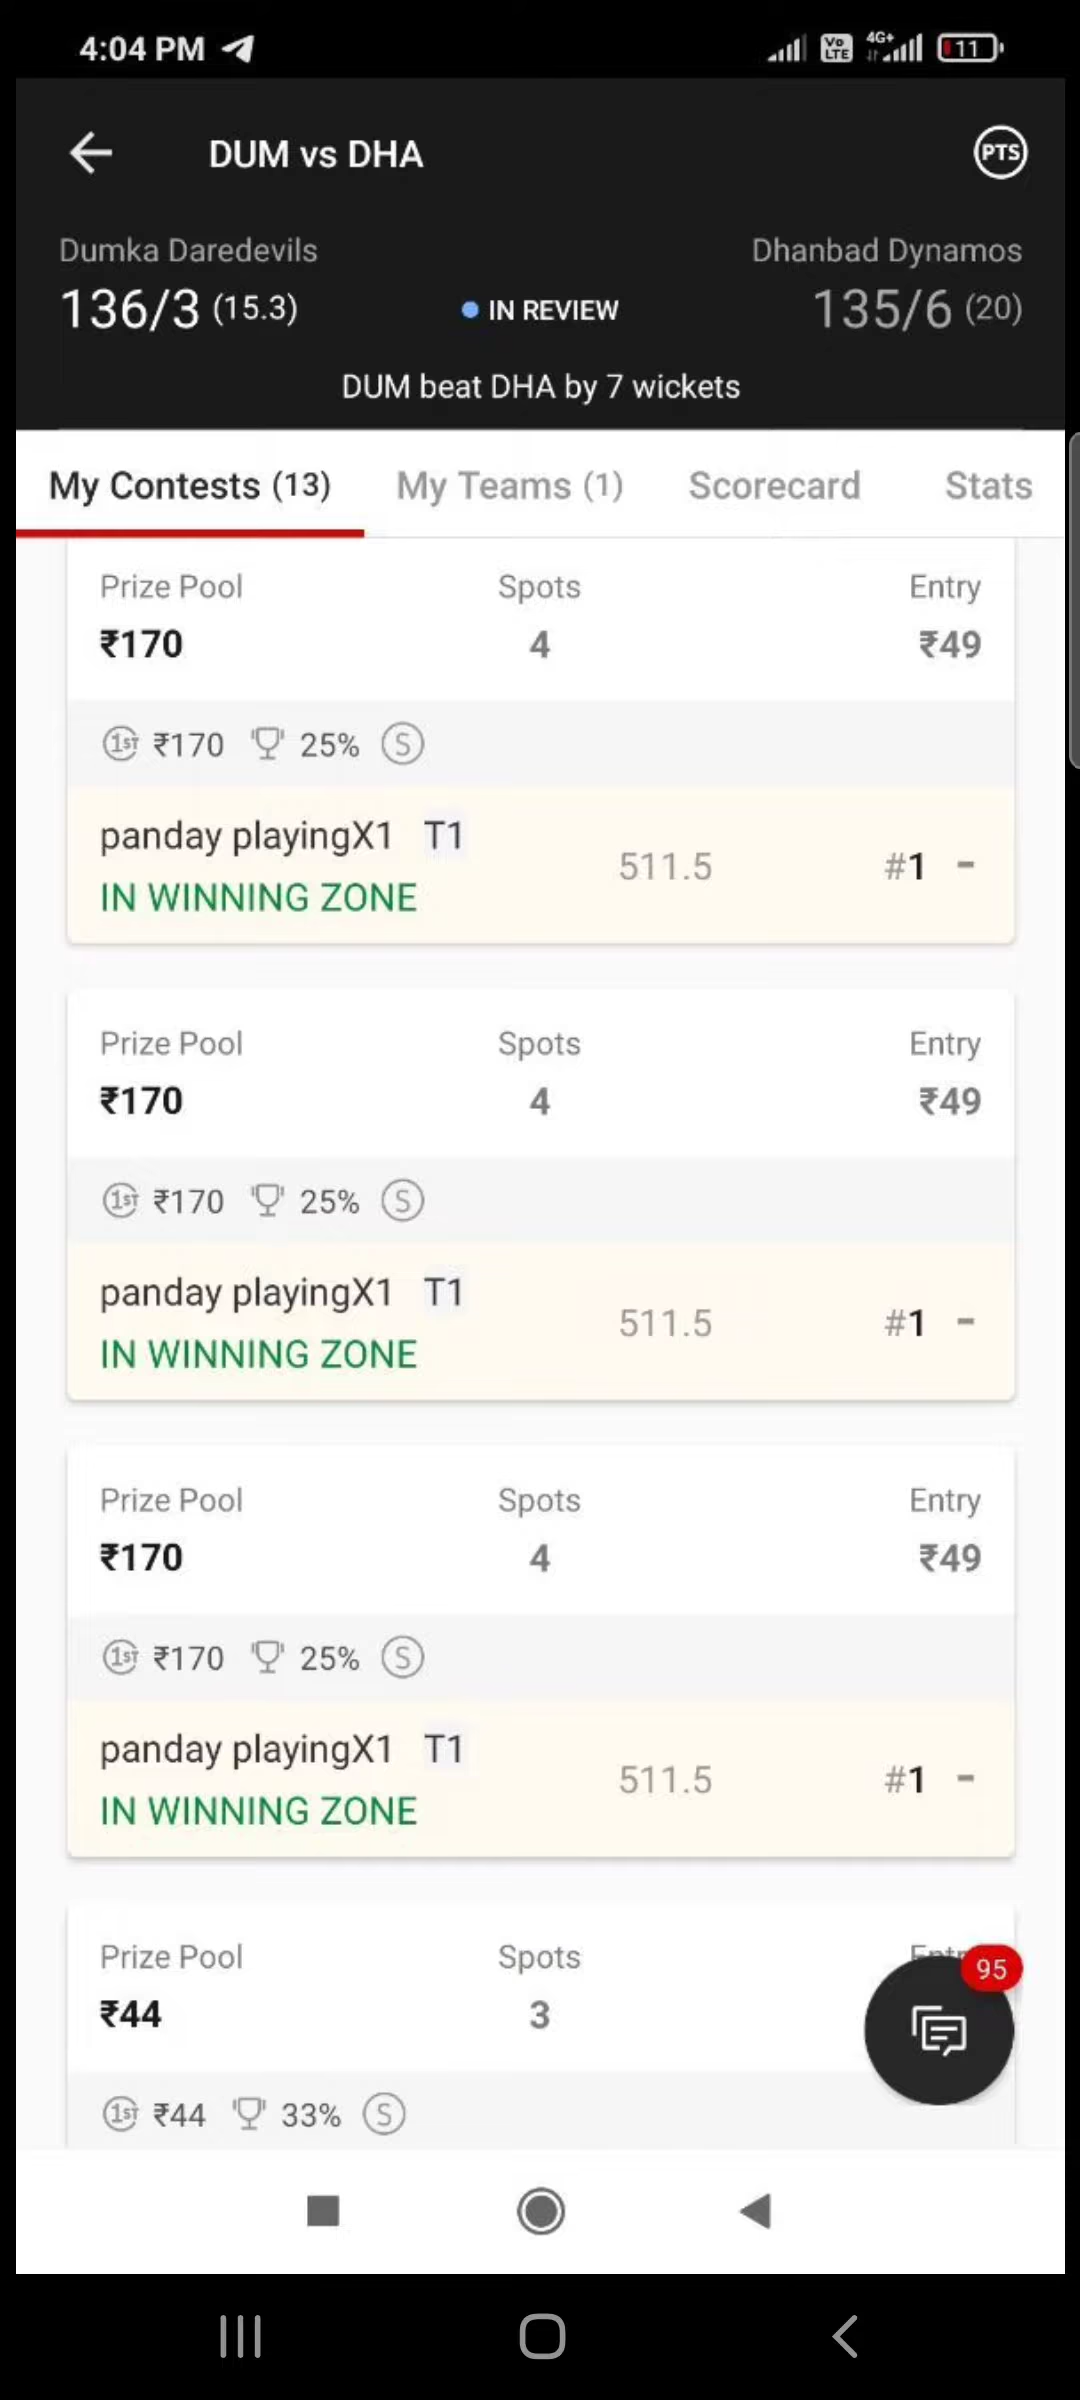 4:04 PM
Vo LTE 4G+ 11
DUM vs DHA PTS
Dumka Daredevils Dhanbad Dynamos
136/3 (15.3) IN REVIEW 135/6 (20)
DUM beat DHA by 7 wickets
My Contests (13) My Teams (1) Scorecard Stats
Prize Pool Spots Entry
₹170 4 ₹49
1ST ₹170 25% S
panday playingX1 T1
511.5 #1 -
IN WINNING ZONE
Prize Pool Spots Entry
₹170 4 ₹49
1ST ₹170 25% S
panday playingX1 T1
511.5 #1 -
IN WINNING ZONE
Prize Pool Spots Entry
₹170 4 ₹49
1ST ₹170 25% S
panday playingX1 T1
511.5 #1 -
IN WINNING ZONE
Prize Pool Spots
95
₹44 3
1ST ₹44 33% S